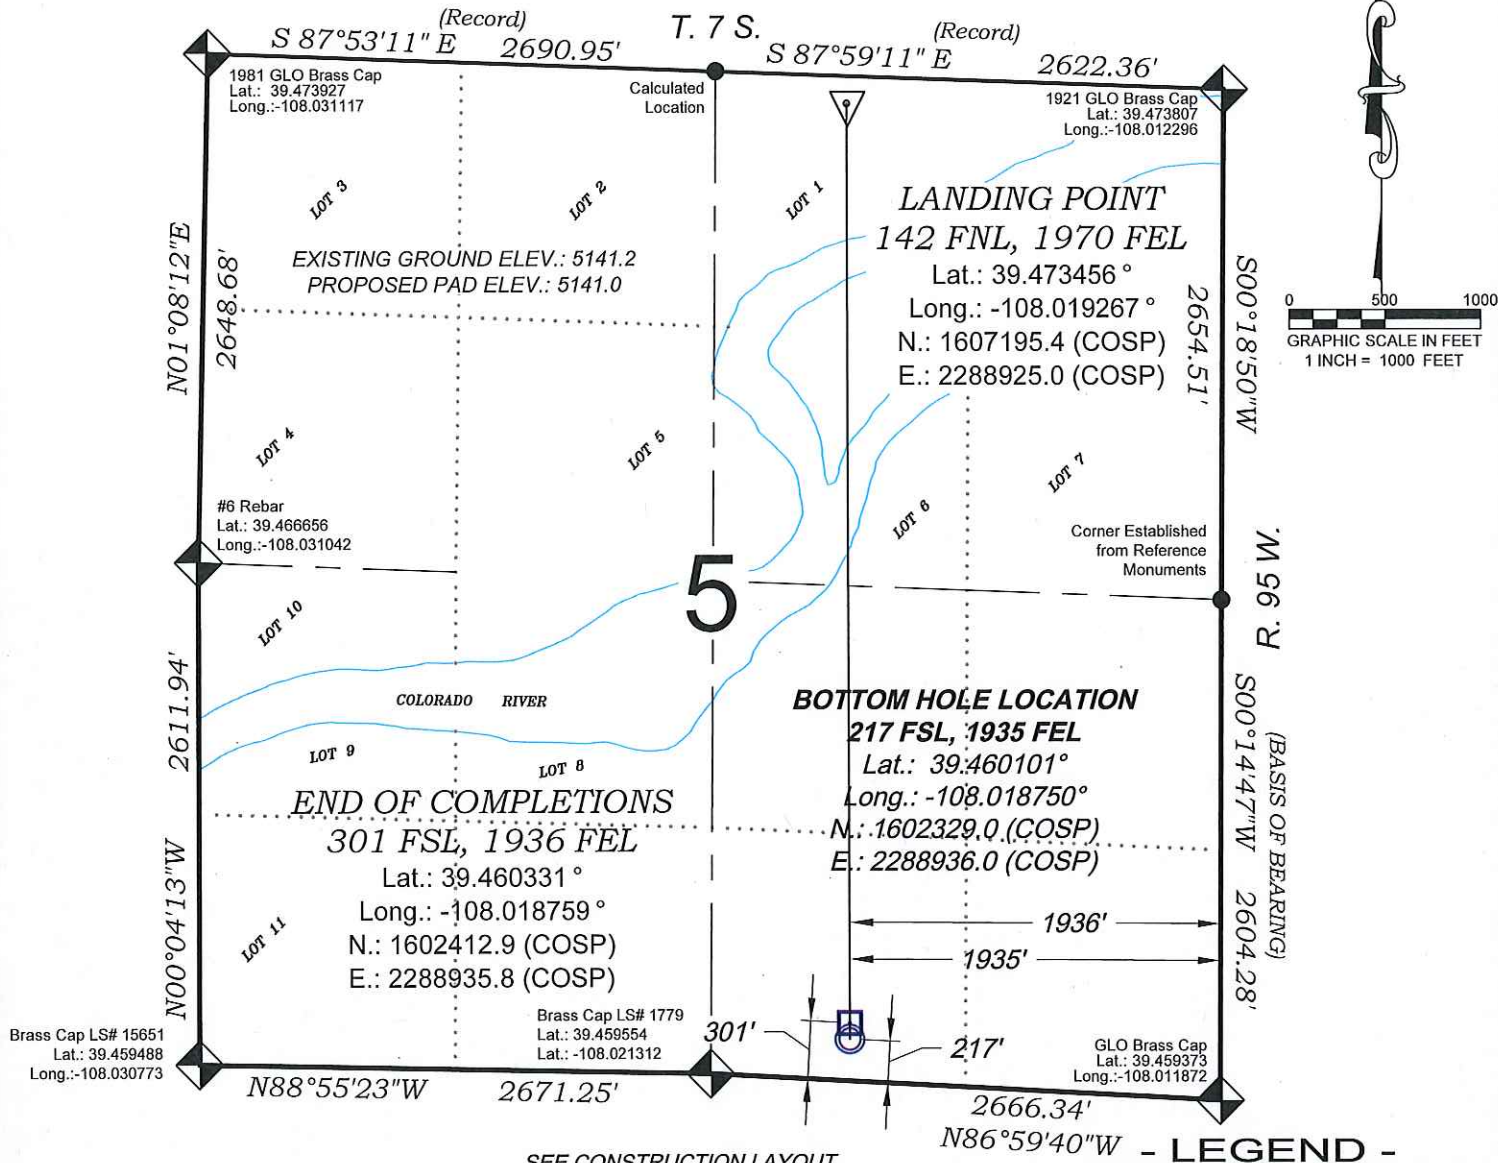 (Record)
S 87°53'11" E 2690.95'
T. 7 S.
(Record)
S 87°59'11" E 2622.36'
1981 GLO Brass Cap
Lat.: 39.473927
Long.:-108.031117
Calculated
Location
1921 GLO Brass Cap
Lat.: 39.473807
Long.:-108.012296
LOT 3
LOT 2
LOT 1
LANDING POINT
142 FNL, 1970 FEL
Lat.: 39.473456°
Long.: -108.019267°
N.: 1607195.4 (COSP)
E.: 2288925.0 (COSP)
0 500 1000
GRAPHIC SCALE IN FEET
1 INCH = 1000 FEET
EXISTING GROUND ELEV.: 5141.2
PROPOSED PAD ELEV.: 5141.0
N01°08'12"E
2648.68'
2654.51'
S00°18'50"W
LOT 4
LOT 5
LOT 6
LOT 7
#6 Rebar
Lat.: 39.466656
Long.:-108.031042
Corner Established
from Reference
Monuments
5
R. 96 W.
LOT 10
COLORADO RIVER
LOT 9
LOT 8
2611.94'
N00°04'13"W
BOTTOM HOLE LOCATION
217 FSL, 1935 FEL
Lat.: 39.460101°
Long.: -108.018750°
N.: 1602329.0 (COSP)
E.: 2288936.0 (COSP)
S00°14'47"W 2604.28'
(BASIS OF BEARING)
END OF COMPLETIONS
301 FSL, 1936 FEL
Lat.: 39.460331°
Long.: -108.018759°
N.: 1602412.9 (COSP)
E.: 2288935.8 (COSP)
LOT 11
1936'
1935'
301'
217'
Brass Cap LS# 15651
Lat.: 39.459488
Long.:-108.030773
Brass Cap LS# 1779
Lat.: 39.459554
Lat.: -108.021312
GLO Brass Cap
Lat.: 39.459373
Long.:-108.011872
N88°55'23"W 2671.25'
2666.34'
N86°59'40"W
- LEGEND -
SEE CONSTRUCTION LAYOUT